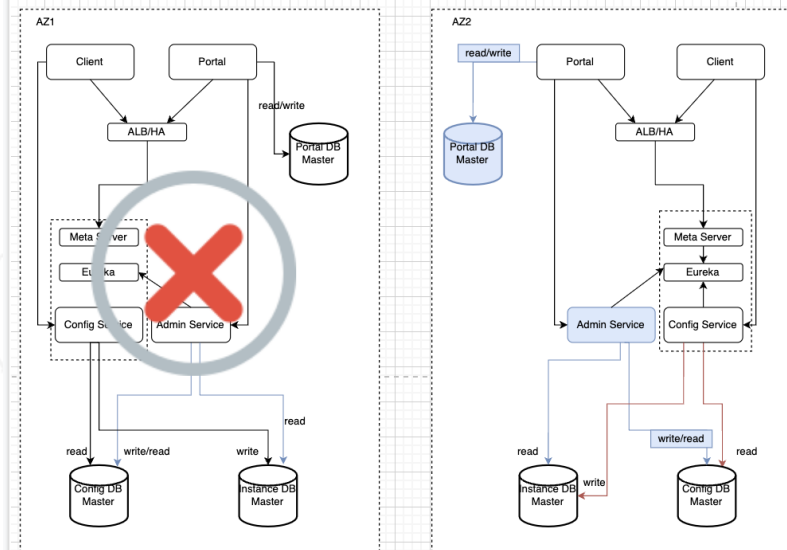 AZ1
Client
Portal
read/write
ALB/HA
Portal DB
Master
Meta Server
Eureka
Config Service
Admin Service
read
write/read
write
read
Config DB
Master
Instance DB
Master
AZ2
read/write
Portal
Client
Portal DB
Master
ALB/HA
Meta Server
Eureka
Admin Service
Config Service
read
write/read
read
write
Instance DB
Master
Config DB
Master